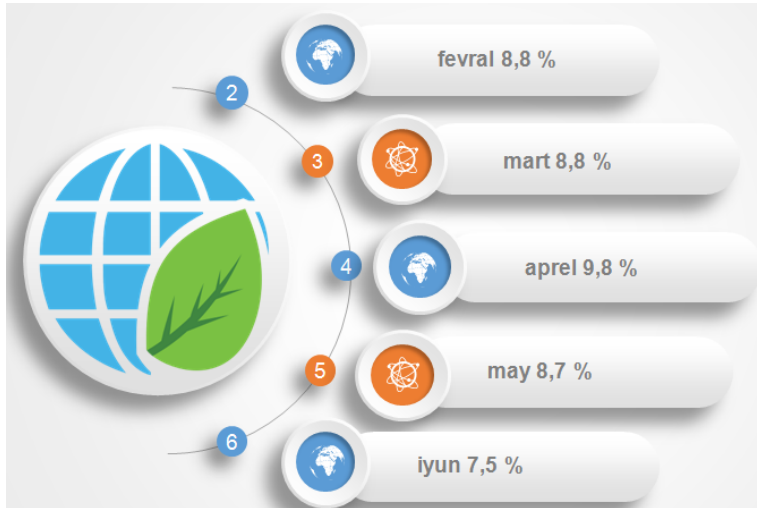 fevral 8,8 %
2
3
mart 8,8 %
4
aprel 9,8 %
5
may 8,7 %
6
iyun 7,5 %